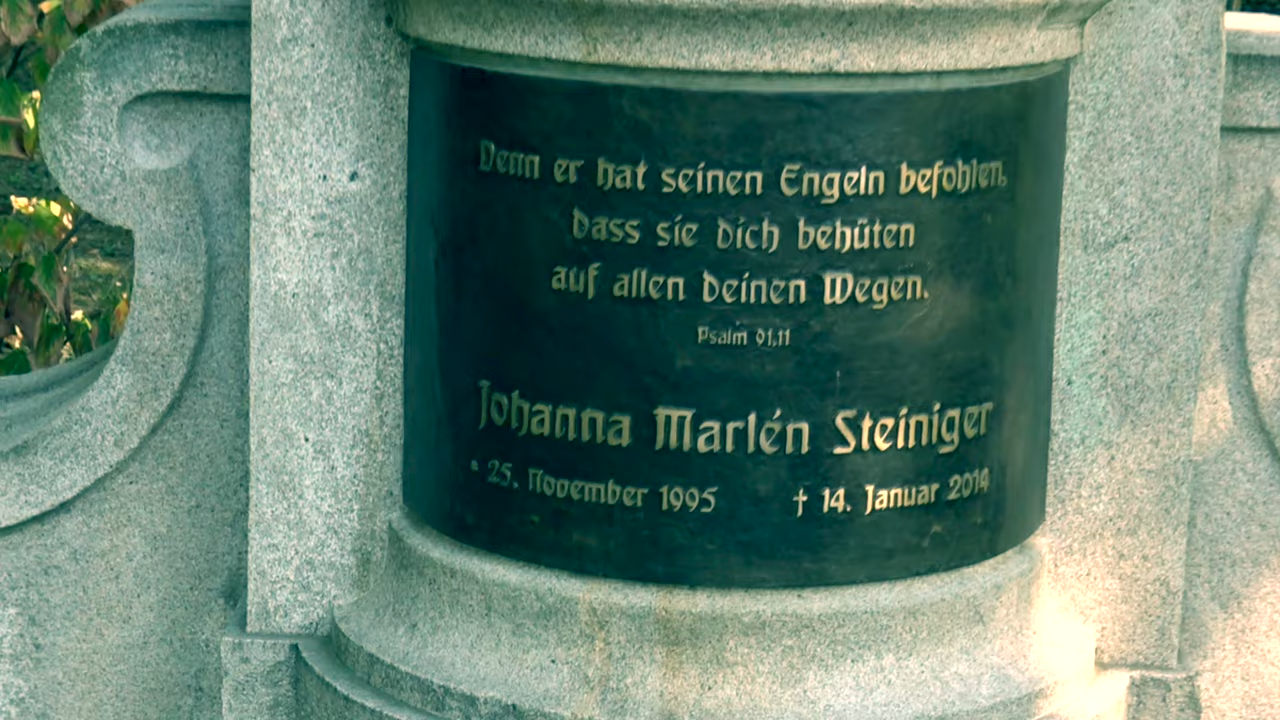 Denn er hat seinen Engeln befohlen,
Dass sie Dich behüten
auf allen Deinen Wegen.
Psalm 91,11
Johanna Marlén Steiniger
* 25. November 1995 † 14. Januar 2014